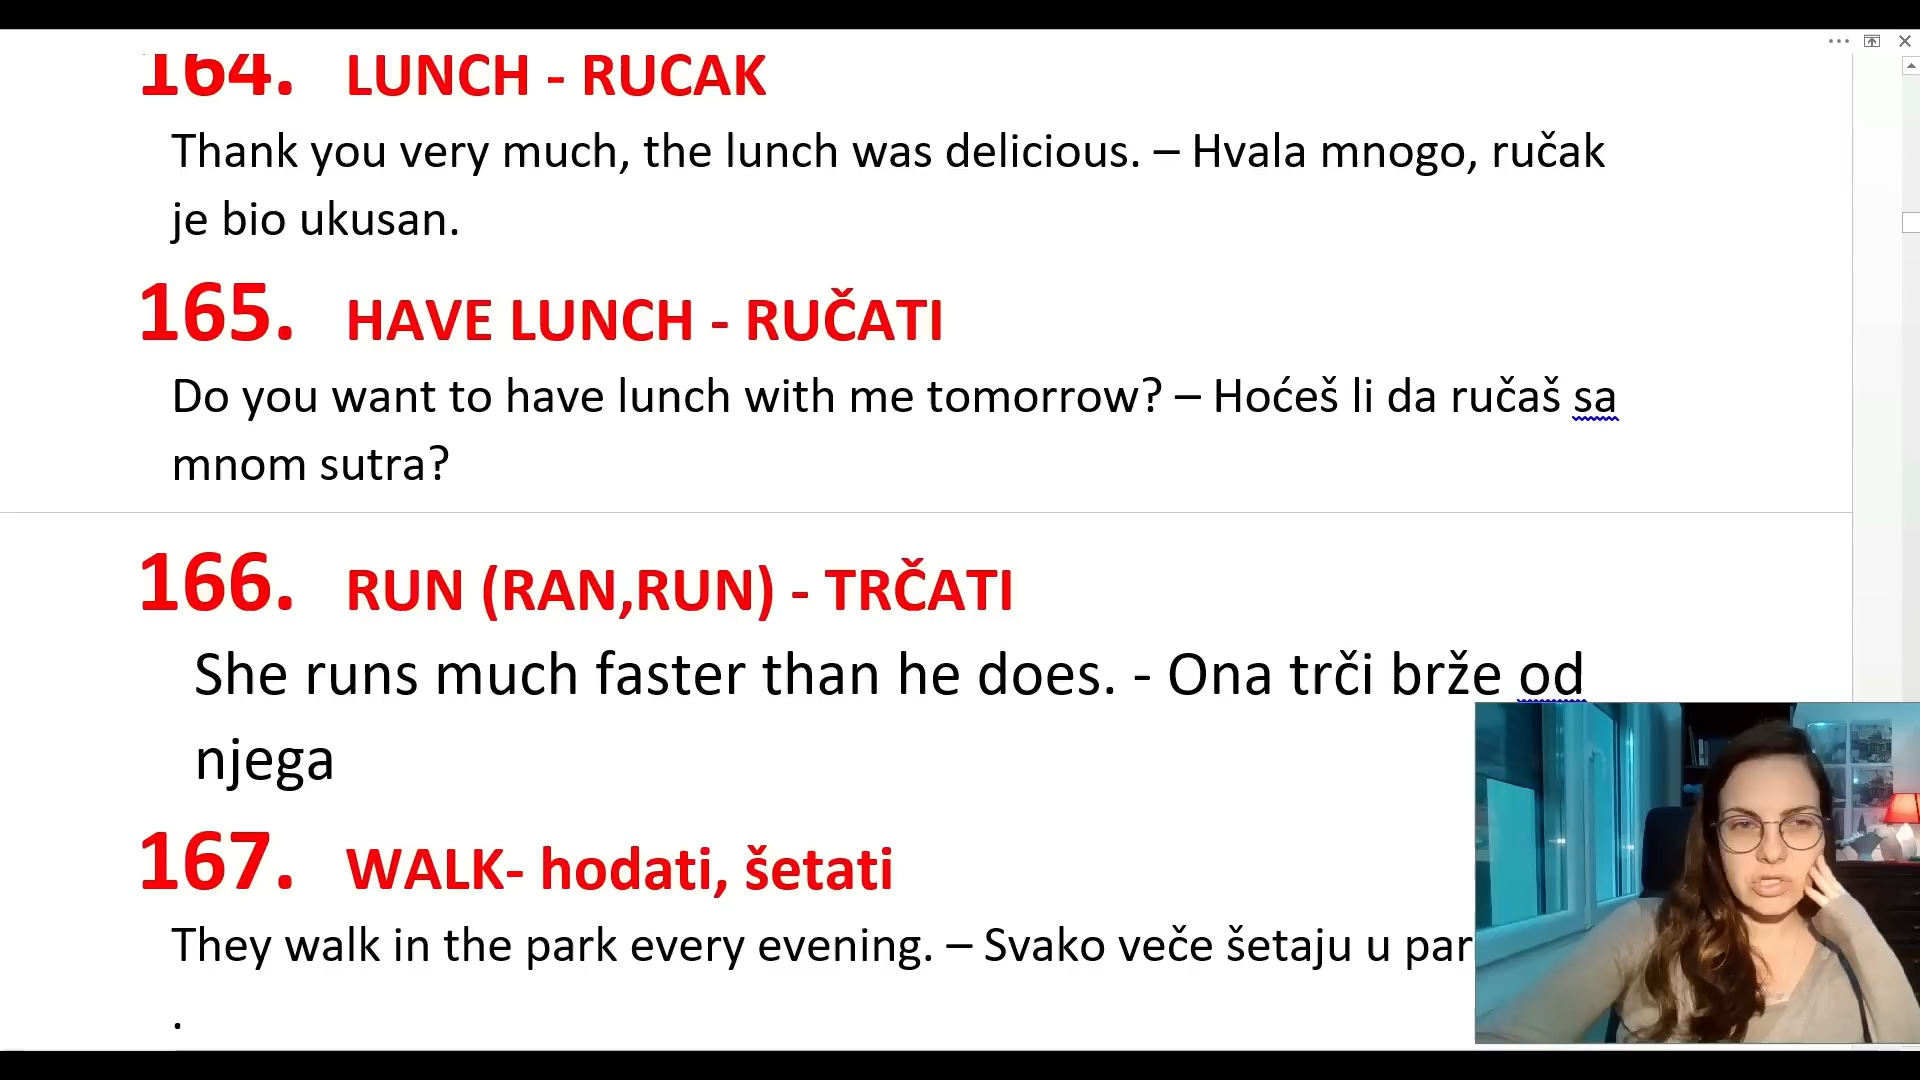 164. LUNCH - RUCAK
Thank you very much, the lunch was delicious. – Hvala mnogo, ručak
je bio ukusan.
165. HAVE LUNCH - RUČATI
Do you want to have lunch with me tomorrow? – Hoćeš li da ručaš sa
mnom sutra?
166. RUN (RAN,RUN) - TRČATI
She runs much faster than he does. - Ona trči brže od
njega
167. WALK- hodati, šetati
They walk in the park every evening. – Svako veče šetaju u par
.